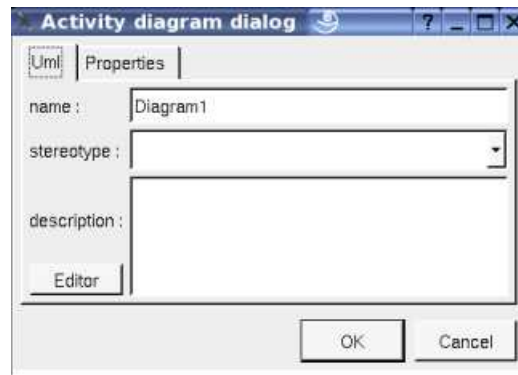 Activity diagram dialog
Uml Properties
name : Diagram1
stereotype :
description :
Editor
OK Cancel